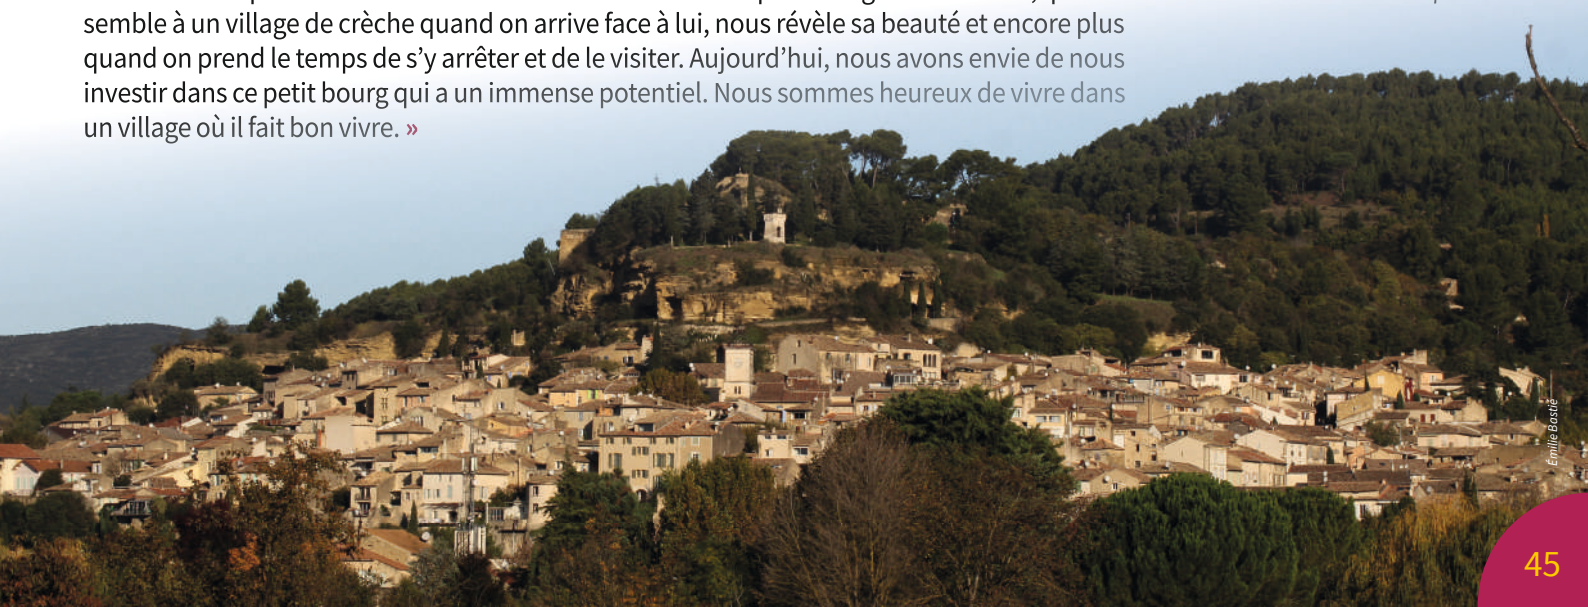 semble à un village de crèche quand on arrive face à lui, nous révèle sa beauté et encore plus
quand on prend le temps de s’y arrêter et de le visiter. Aujourd’hui, nous avons envie de nous
investir dans ce petit bourg qui a un immense potentiel. Nous sommes heureux de vivre dans
un village où il fait bon vivre. »
Émilie Bastié
45